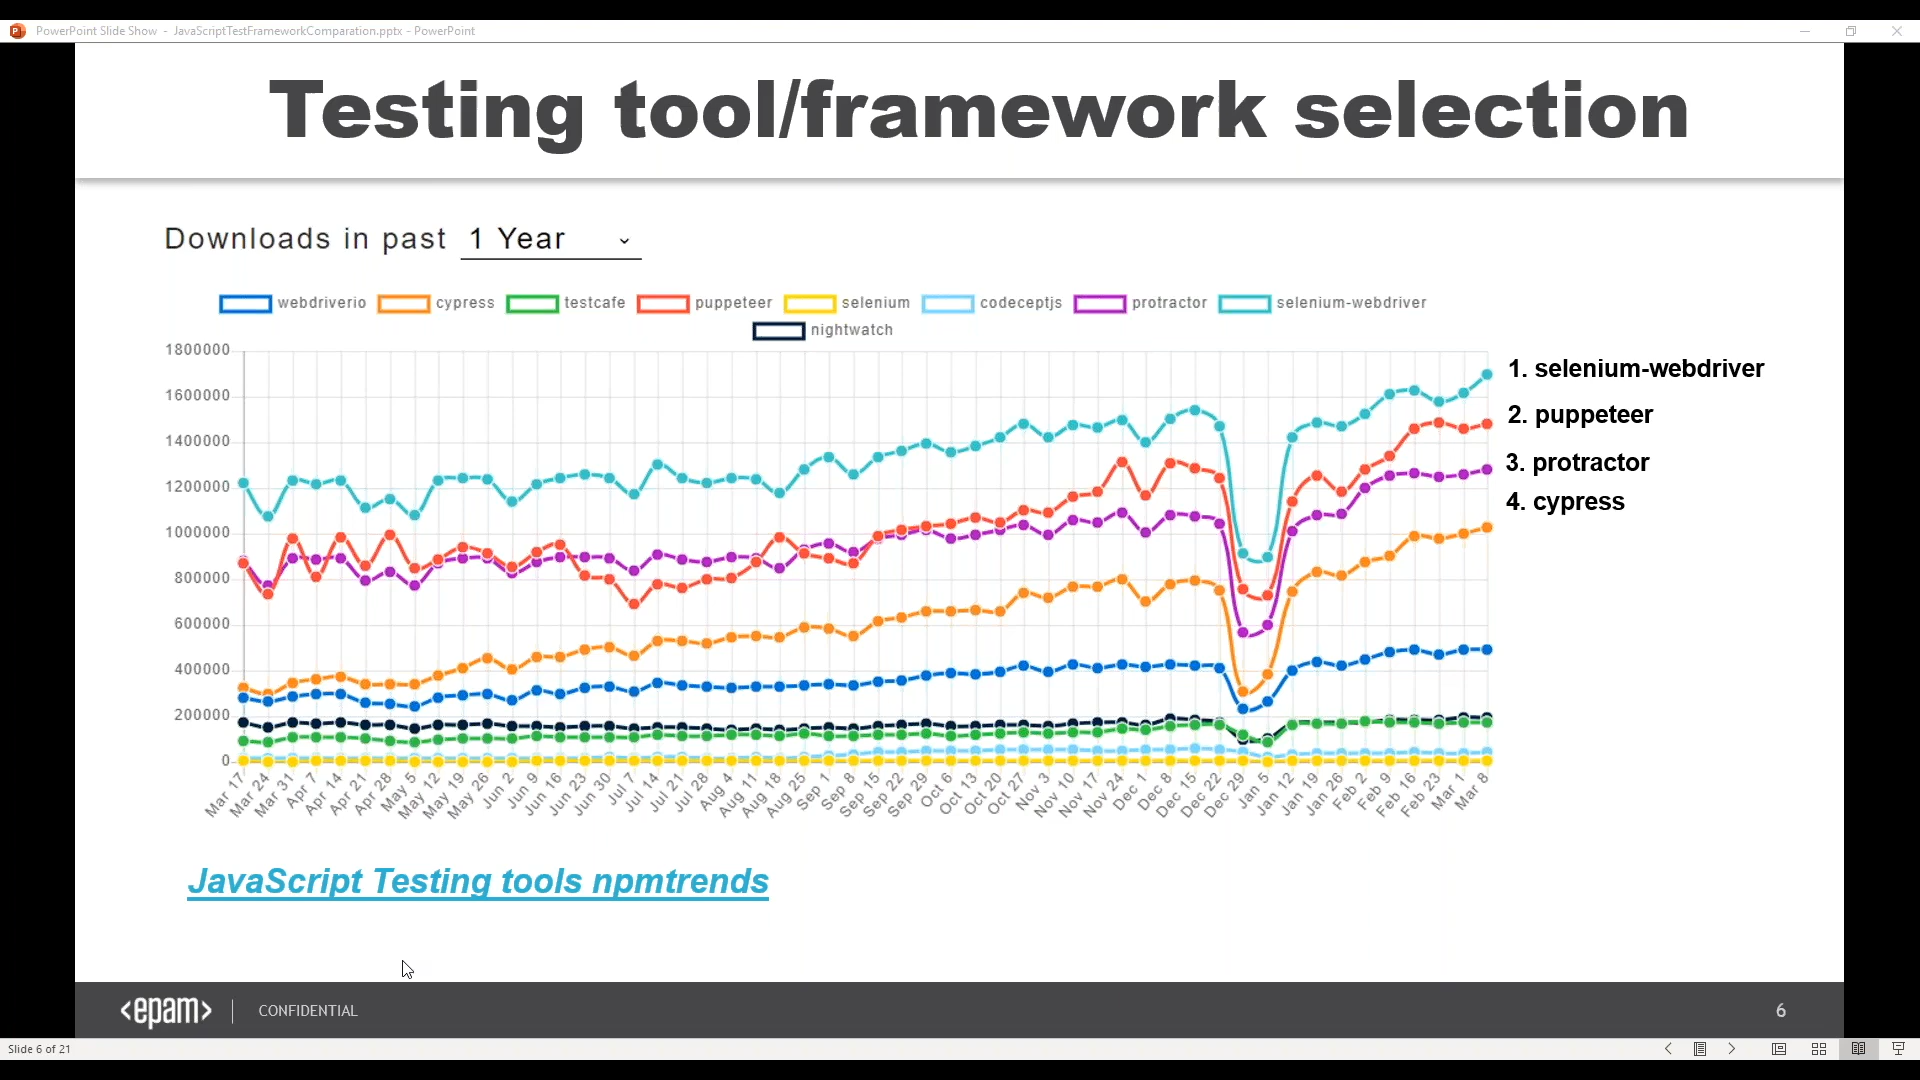 PowerPoint Slide Show - JavaScriptTestFrameworkComparation.pptx - PowerPoint
Testing tool/framework selection
Downloads in past 1 Year
webdriverio cypress testcafe puppeteer selenium codeceptjs protractor selenium-webdriver
nightwatch
1800000
1600000
1400000
1200000
1000000
800000
600000
400000
200000
0
Mar 17 Mar 24 Mar 31 Apr 7 Apr 14 Apr 21 Apr 28 May 5 May 12 May 19 May 26 Jun 2 Jun 9 Jun 16 Jun 23 Jun 30 Jul 7 Jul 14 Jul 21 Jul 28 Aug 4 Aug 11 Aug 18 Aug 25 Sep 1 Sep 8 Sep 15 Sep 22 Sep 29 Oct 6 Oct 13 Oct 20 Oct 27 Nov 3 Nov 10 Nov 17 Nov 24 Dec 1 Dec 8 Dec 15 Dec 22 Dec 29 Jan 5 Jan 12 Jan 19 Jan 26 Feb 2 Feb 9 Feb 16 Feb 23 Mar 1 Mar 8
1. selenium-webdriver
2. puppeteer
3. protractor
4. cypress
JavaScript Testing tools npmtrends
<epam> CONFIDENTIAL 6
Slide 6 of 21